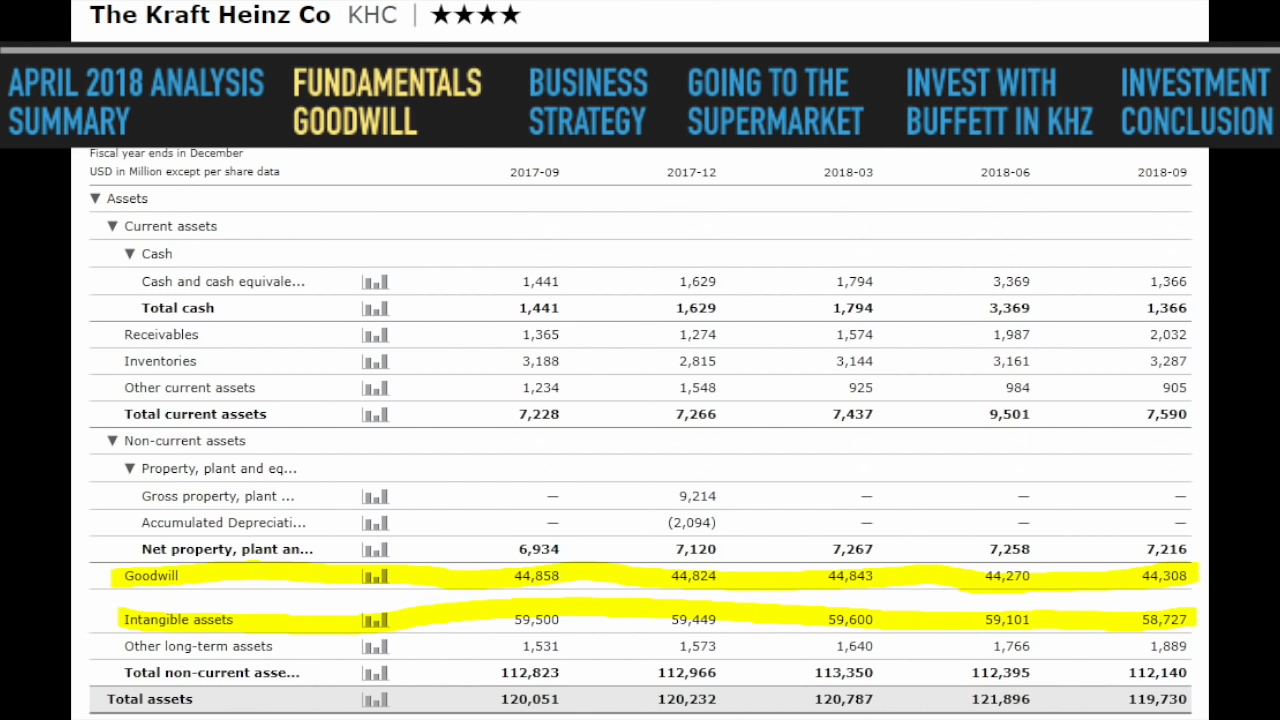 The Kraft Heinz Co KHC | ★★★★
APRIL 2018 ANALYSIS SUMMARY
FUNDAMENTALS GOODWILL
BUSINESS STRATEGY
GOING TO THE SUPERMARKET
INVEST WITH BUFFETT IN KHZ
INVESTMENT CONCLUSION
Fiscal year ends in December
USD in Million except per share data 2017-09 2017-12 2018-03 2018-06 2018-09
▼ Assets
▼ Current assets
▼ Cash
Cash and cash equivale... 1,441 1,629 1,794 3,369 1,366
Total cash 1,441 1,629 1,794 3,369 1,366
Receivables 1,365 1,274 1,574 1,987 2,032
Inventories 3,188 2,815 3,144 3,161 3,287
Other current assets 1,234 1,548 925 984 905
Total current assets 7,228 7,266 7,437 9,501 7,590
▼ Non-current assets
▼ Property, plant and eq...
Gross property, plant ... — 9,214 — — —
Accumulated Depreciati... — (2,094) — — —
Net property, plant an... 6,934 7,120 7,267 7,258 7,216
Goodwill 44,858 44,824 44,843 44,270 44,308
Intangible assets 59,500 59,449 59,600 59,101 58,727
Other long-term assets 1,531 1,573 1,640 1,766 1,889
Total non-current asse... 112,823 112,966 113,350 112,395 112,140
Total assets 120,051 120,232 120,787 121,896 119,730